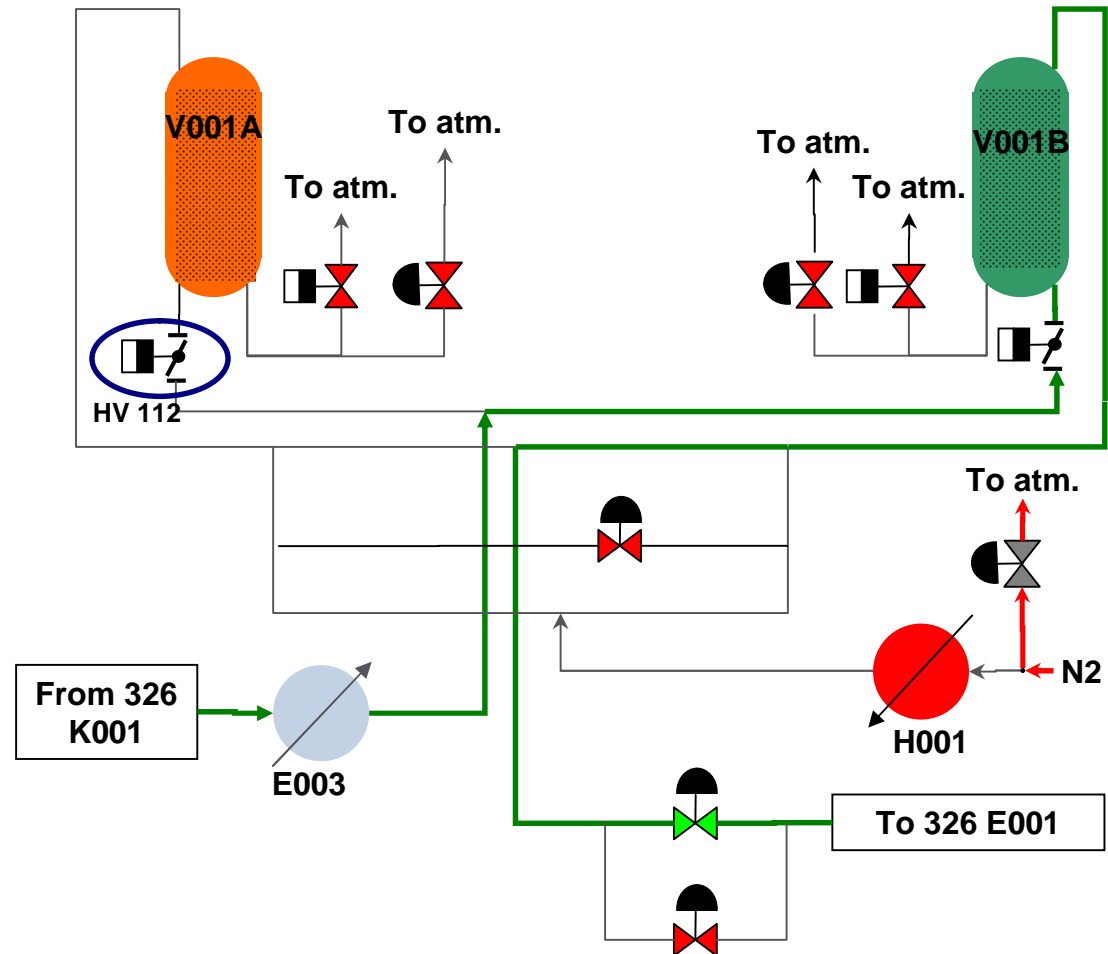 V001A
To atm.
To atm.
To atm.
To atm.
V001B
HV 112
To atm.
From 326
K001
E003
N2
H001
To 326 E001